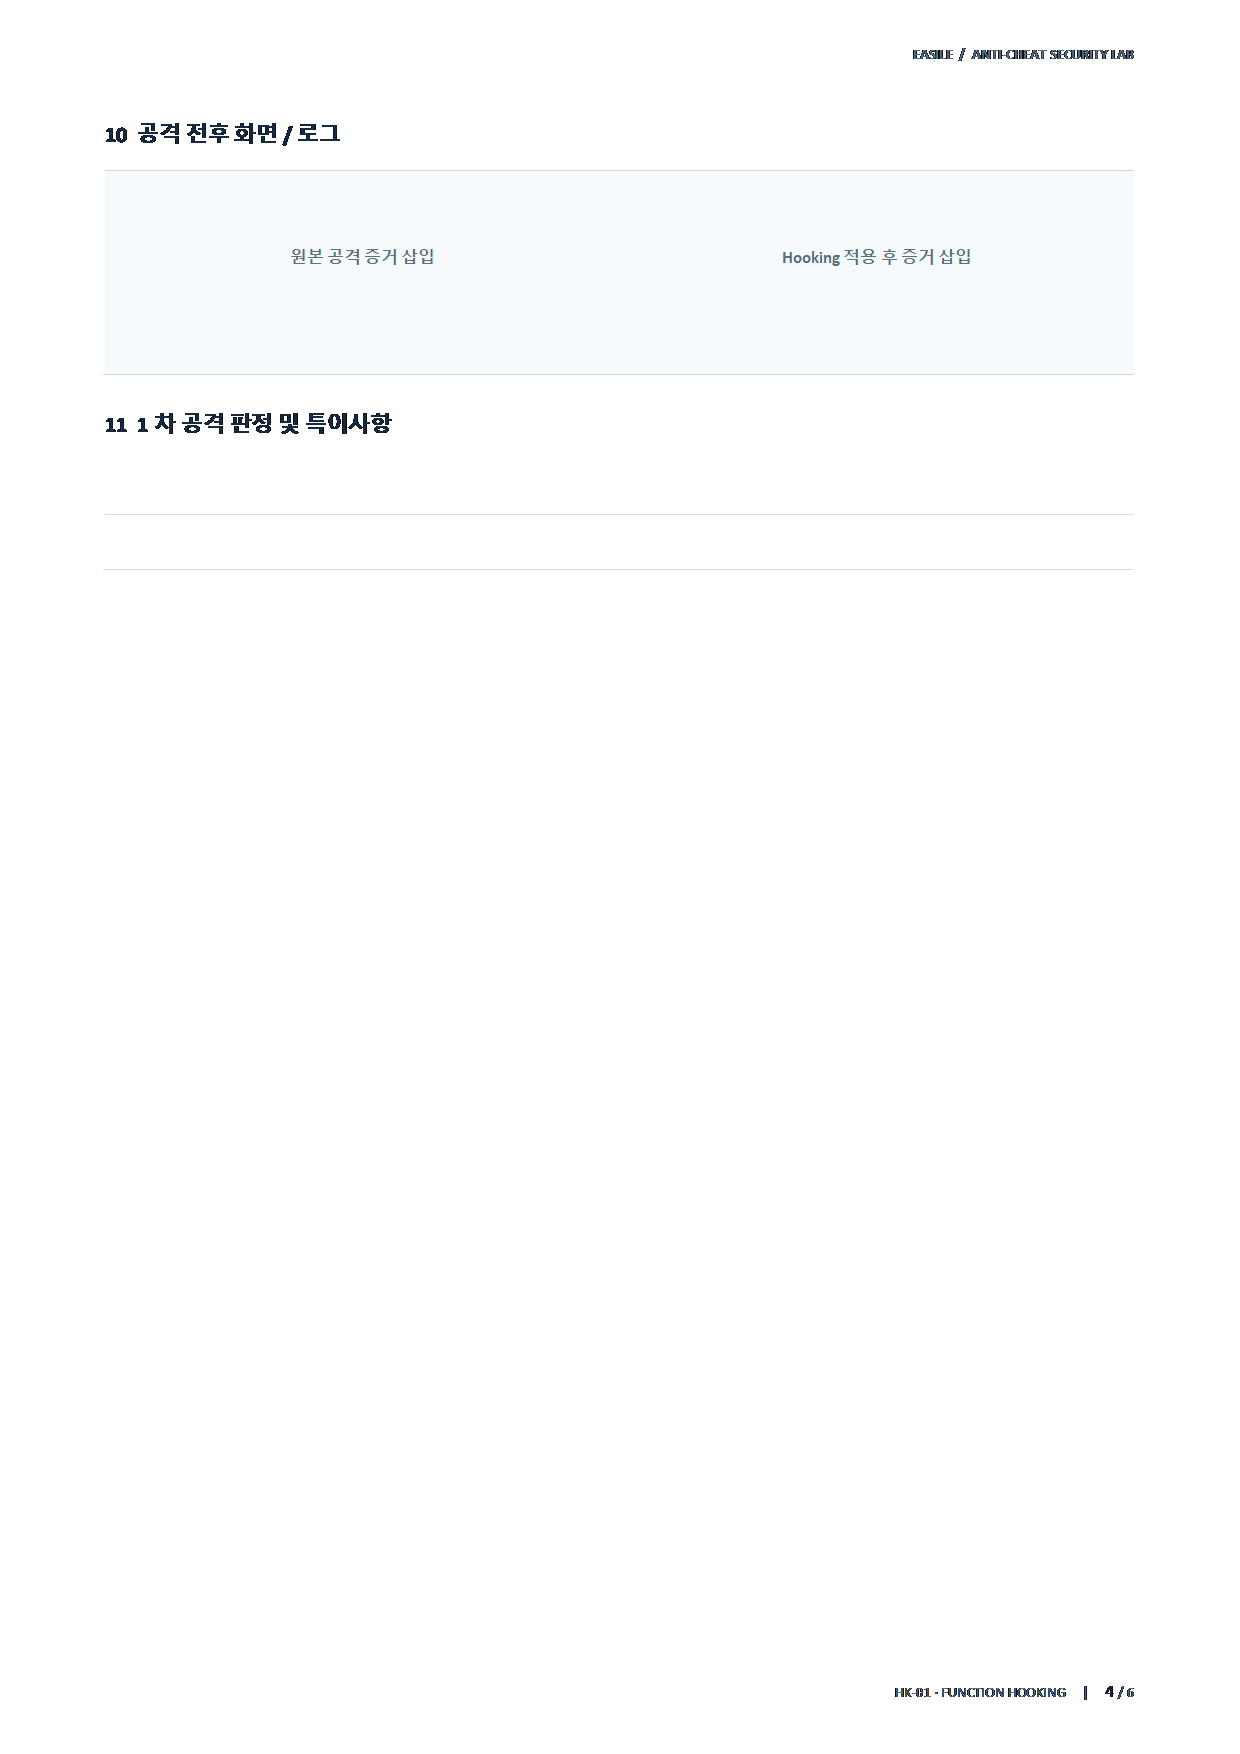 EASILE / ANTI-CHEAT SECURITY LAB
10 공격 전후 화면 / 로그
원본 공격 증거 삽입
Hooking 적용 후 증거 삽입
11 1 차 공격 판정 및 특이사항
HK-01 · FUNCTION HOOKING | 4 / 6